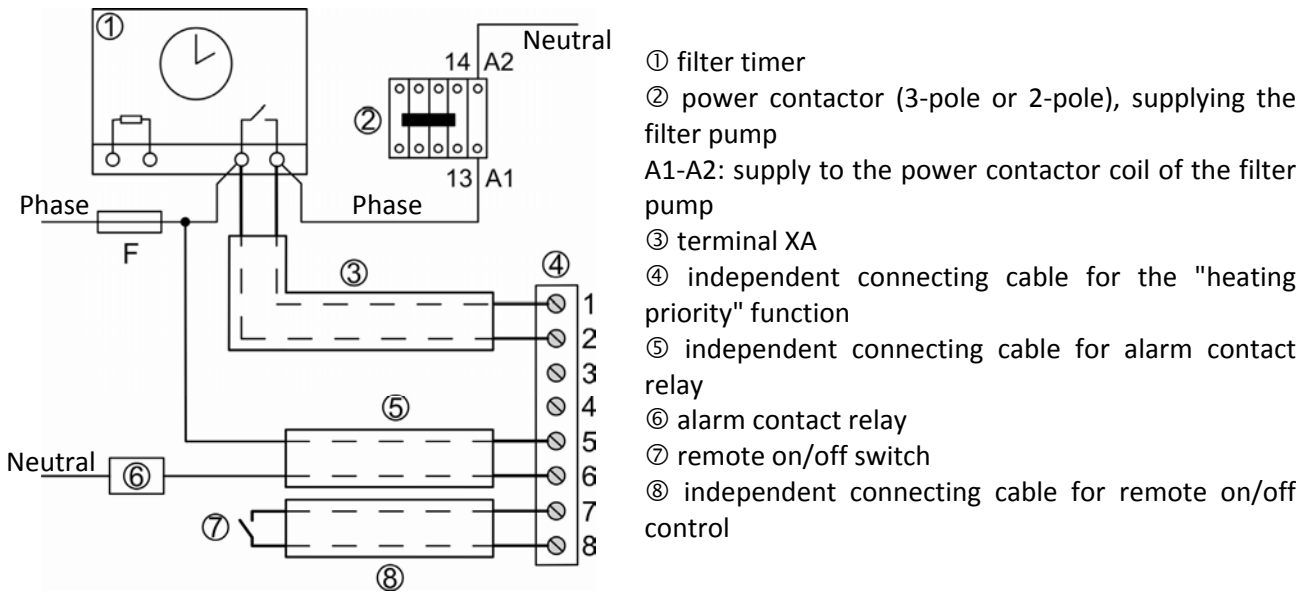 ①
Neutral
14 A2
②
13 A1
Phase
Phase
F
③
④
1
2
3
4
⑤
5
Neutral
⑥
6
7
⑦
8
⑧
① filter timer
② power contactor (3-pole or 2-pole), supplying the
filter pump
A1-A2: supply to the power contactor coil of the filter
pump
③ terminal XA
④ independent connecting cable for the "heating
priority" function
⑤ independent connecting cable for alarm contact
relay
⑥ alarm contact relay
⑦ remote on/off switch
⑧ independent connecting cable for remote on/off
control